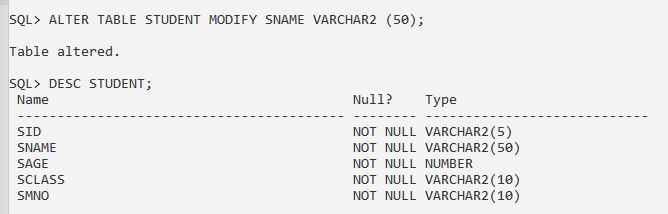 SQL> ALTER TABLE STUDENT MODIFY SNAME VARCHAR2 (50);
Table altered.
SQL> DESC STUDENT;
Name                                      Null?    Type
----------------------------------------- -------- ----------------------------
SID                                       NOT NULL VARCHAR2(5)
SNAME                                     NOT NULL VARCHAR2(50)
SAGE                                      NOT NULL NUMBER
SCLASS                                    NOT NULL VARCHAR2(10)
SMNO                                      NOT NULL VARCHAR2(10)